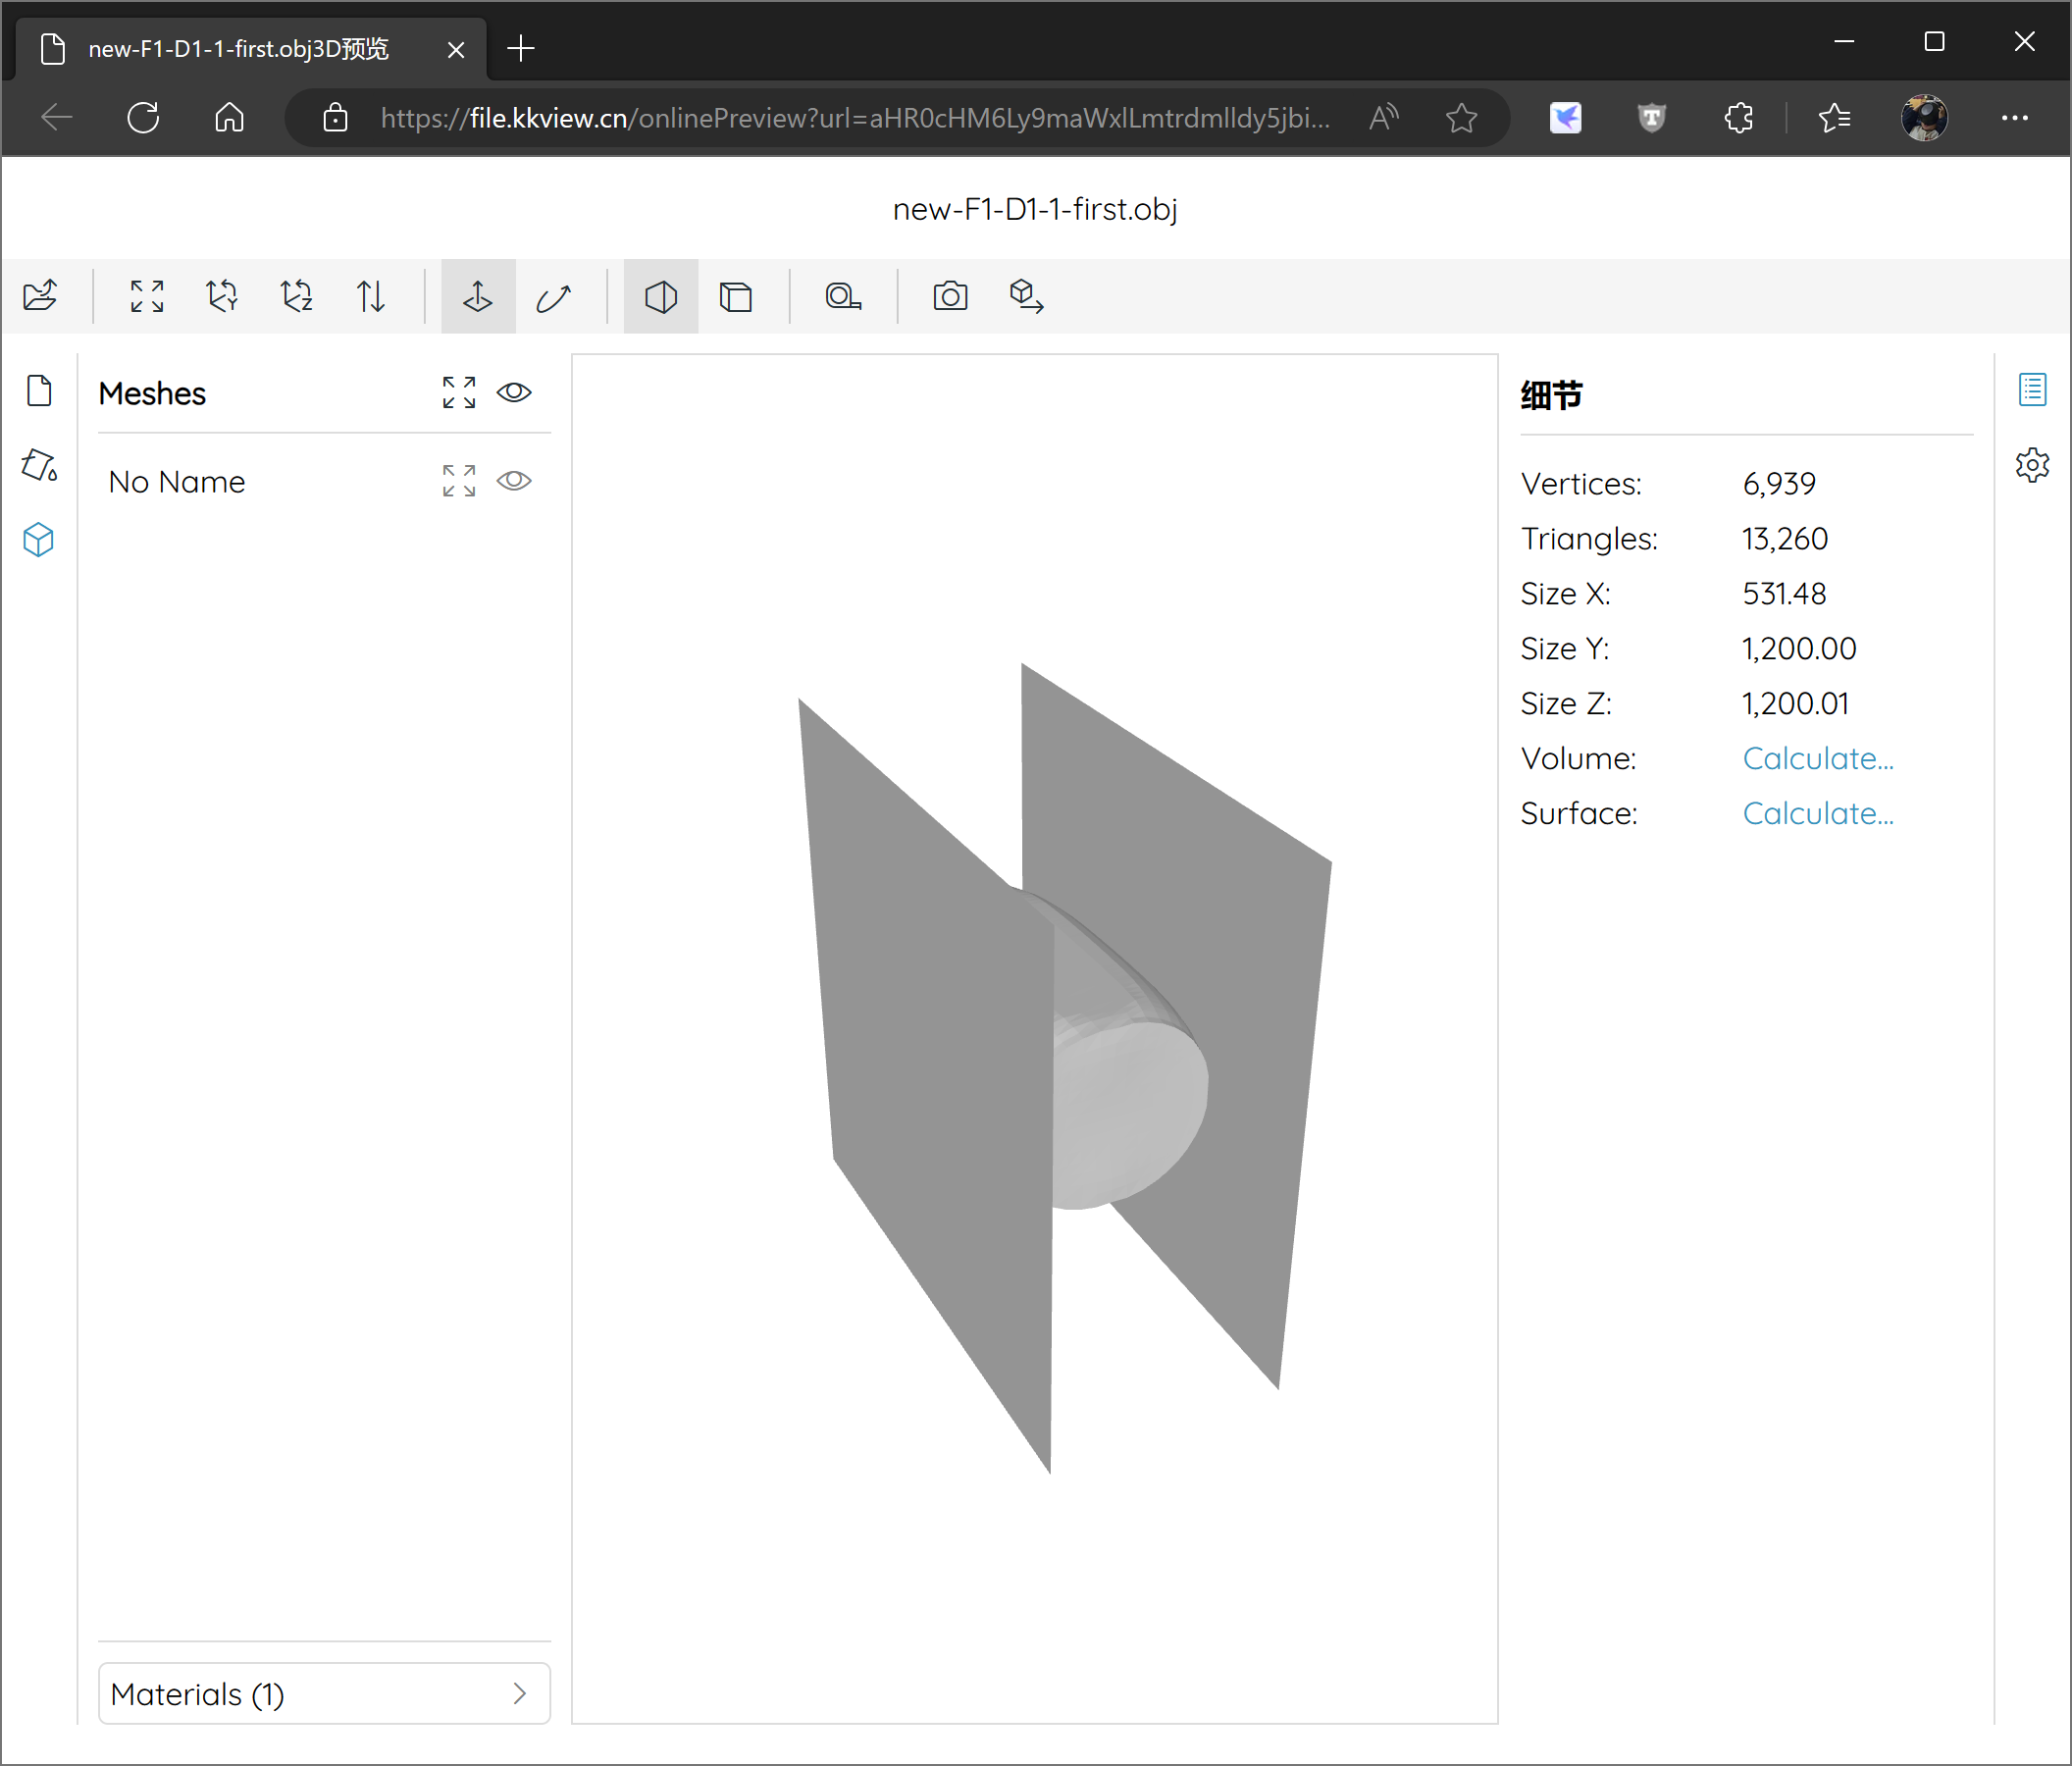 new-F1-D1-1-first.obj3D预览
https://file.kkview.cn/onlinePreview?url=aHR0cHM6Ly9maWxlLmtrdmlldy5jbi...
new-F1-D1-1-first.obj
Meshes
No Name
Materials (1)
细节
Vertices: 6,939
Triangles: 13,260
Size X: 531.48
Size Y: 1,200.00
Size Z: 1,200.01
Volume: Calculate...
Surface: Calculate...